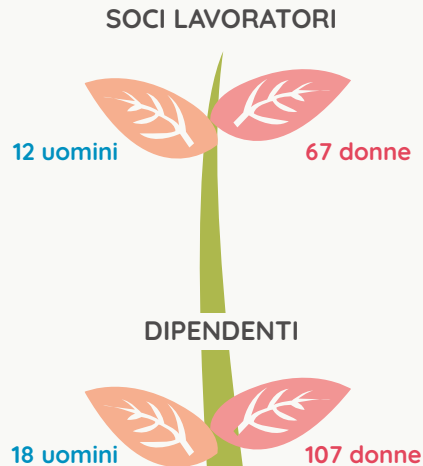 SOCI LAVORATORI
12 uomini
67 donne
DIPENDENTI
18 uomini
107 donne